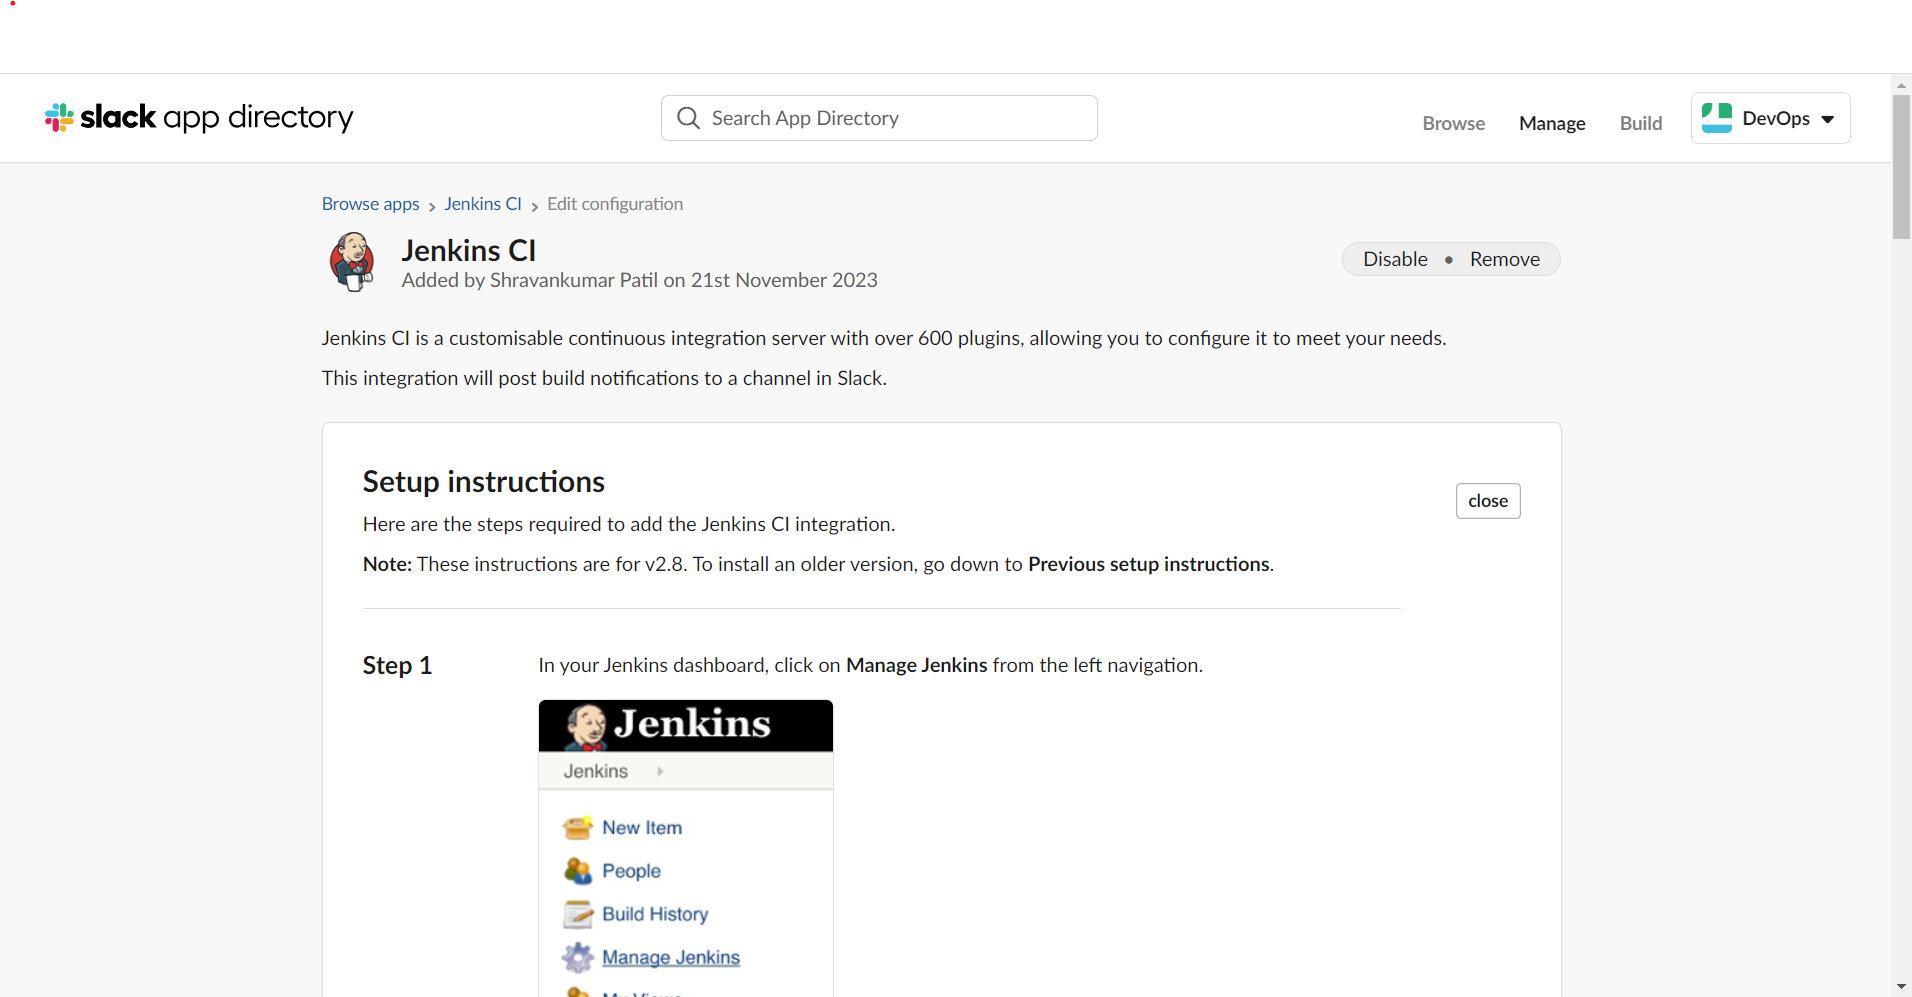 slack app directory
Search App Directory
Browse
Manage
Build
DevOps
Browse apps › Jenkins CI › Edit configuration
Jenkins CI
Added by Shravankumar Patil on 21st November 2023
Disable • Remove
Jenkins CI is a customisable continuous integration server with over 600 plugins, allowing you to configure it to meet your needs.
This integration will post build notifications to a channel in Slack.
Setup instructions
close
Here are the steps required to add the Jenkins CI integration.
Note: These instructions are for v2.8. To install an older version, go down to Previous setup instructions.
Step 1
In your Jenkins dashboard, click on Manage Jenkins from the left navigation.
Jenkins
Jenkins
New Item
People
Build History
Manage Jenkins
My Views